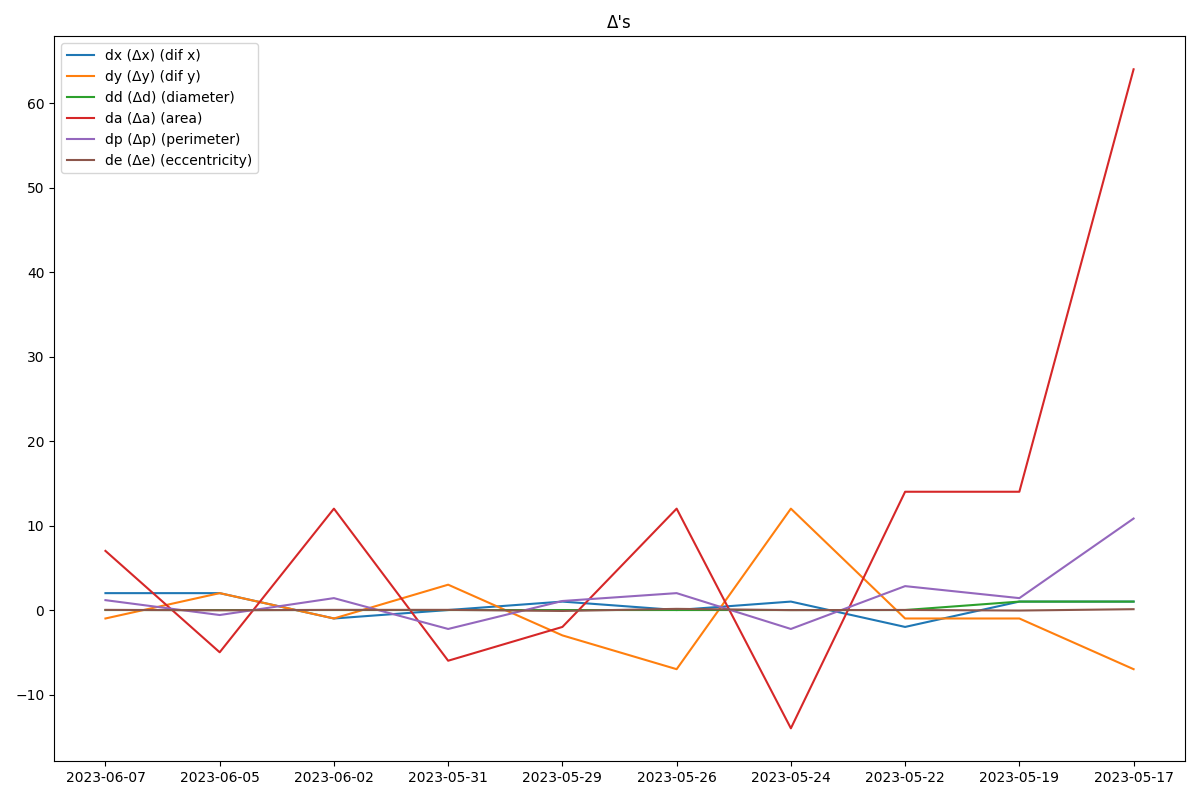 Δ's
dx (Δx) (dif x)
dy (Δy) (dif y)
dd (Δd) (diameter)
da (Δa) (area)
dp (Δp) (perimeter)
de (Δe) (eccentricity)
60
50
40
30
20
10
0
−10
2023-06-07 2023-06-05 2023-06-02 2023-05-31 2023-05-29 2023-05-26 2023-05-24 2023-05-22 2023-05-19 2023-05-17